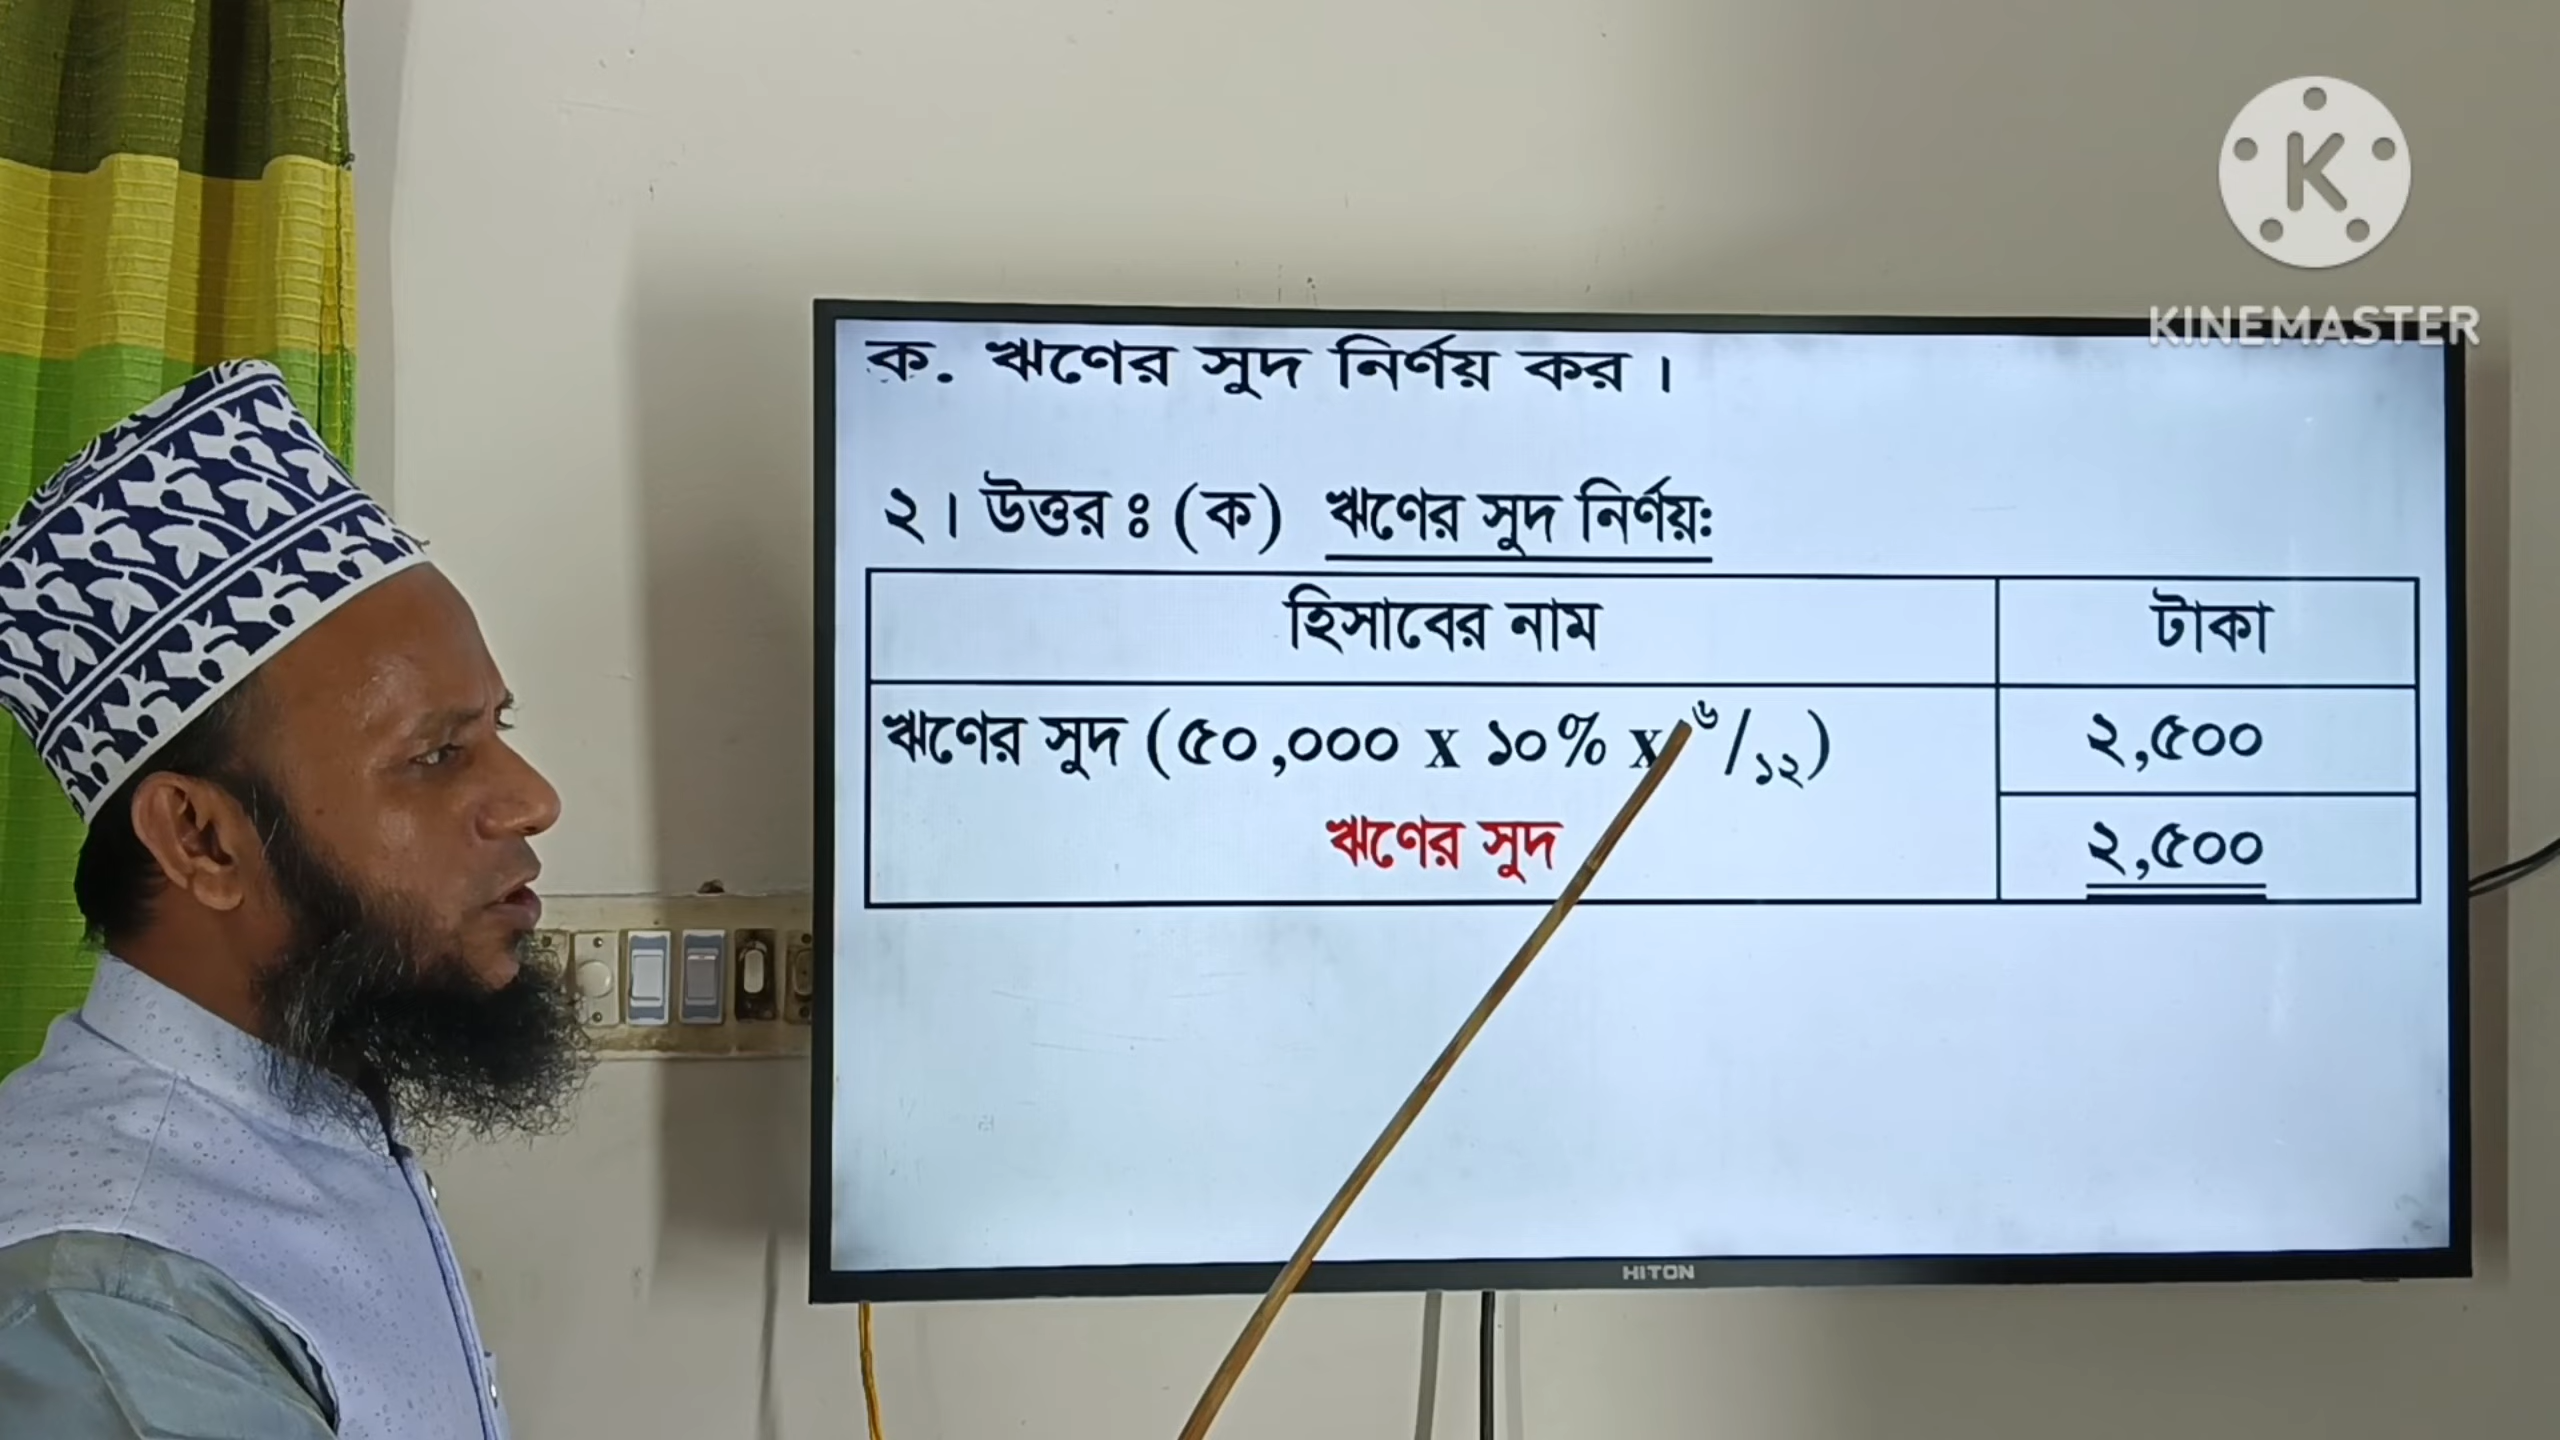 KINEMASTER
ক. ঋণের সুদ নির্ণয় কর ।
২। উত্তর ঃ (ক) ঋণের সুদ নির্ণয়ঃ
হিসাবের নাম টাকা
ঋণের সুদ (৫০,০০০ x ১০% x ৬/১২) ২,৫০০
ঋণের সুদ ২,৫০০
HITON